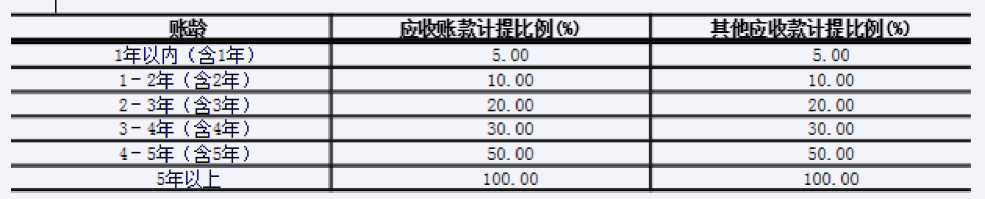 账龄 应收账款计提比例(%) 其他应收款计提比例(%)
1年以内（含1年） 5.00 5.00
1－2年（含2年） 10.00 10.00
2－3年（含3年） 20.00 20.00
3－4年（含4年） 30.00 30.00
4－5年（含5年） 50.00 50.00
5年以上 100.00 100.00